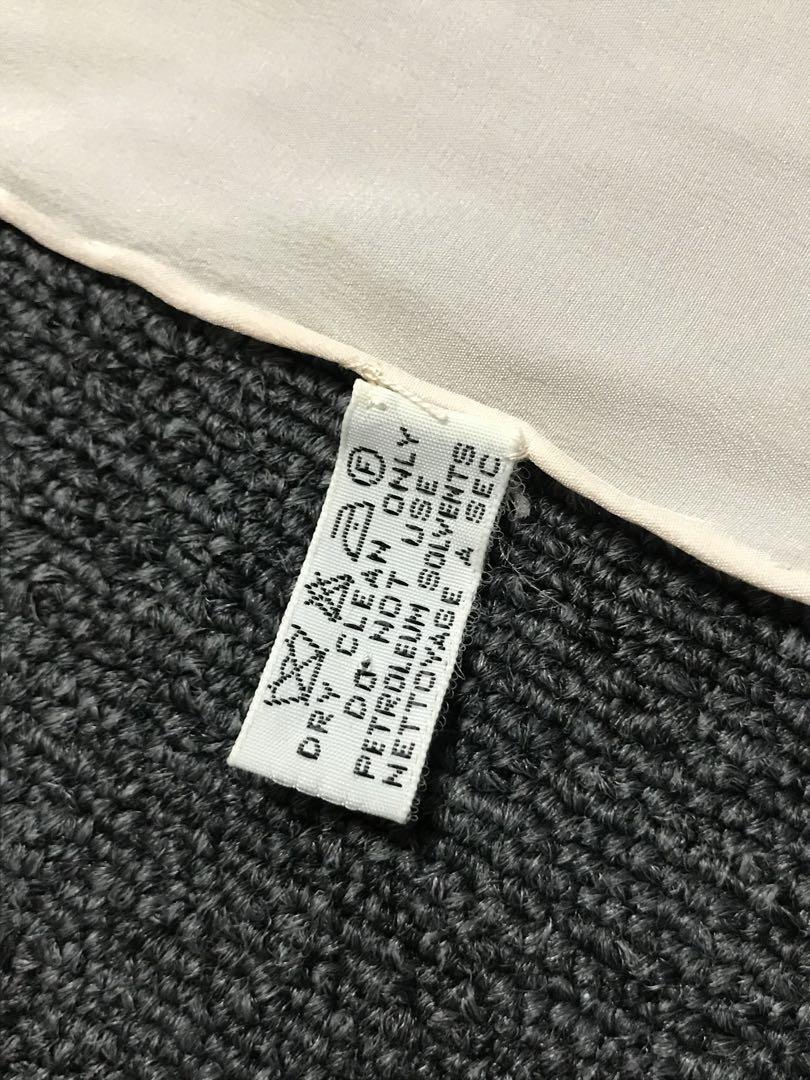 Ⓕ
DRY CLEAN ONLY
DO NOT USE
PETROLEUM SOLVENTS
NETTOYAGE A SEC